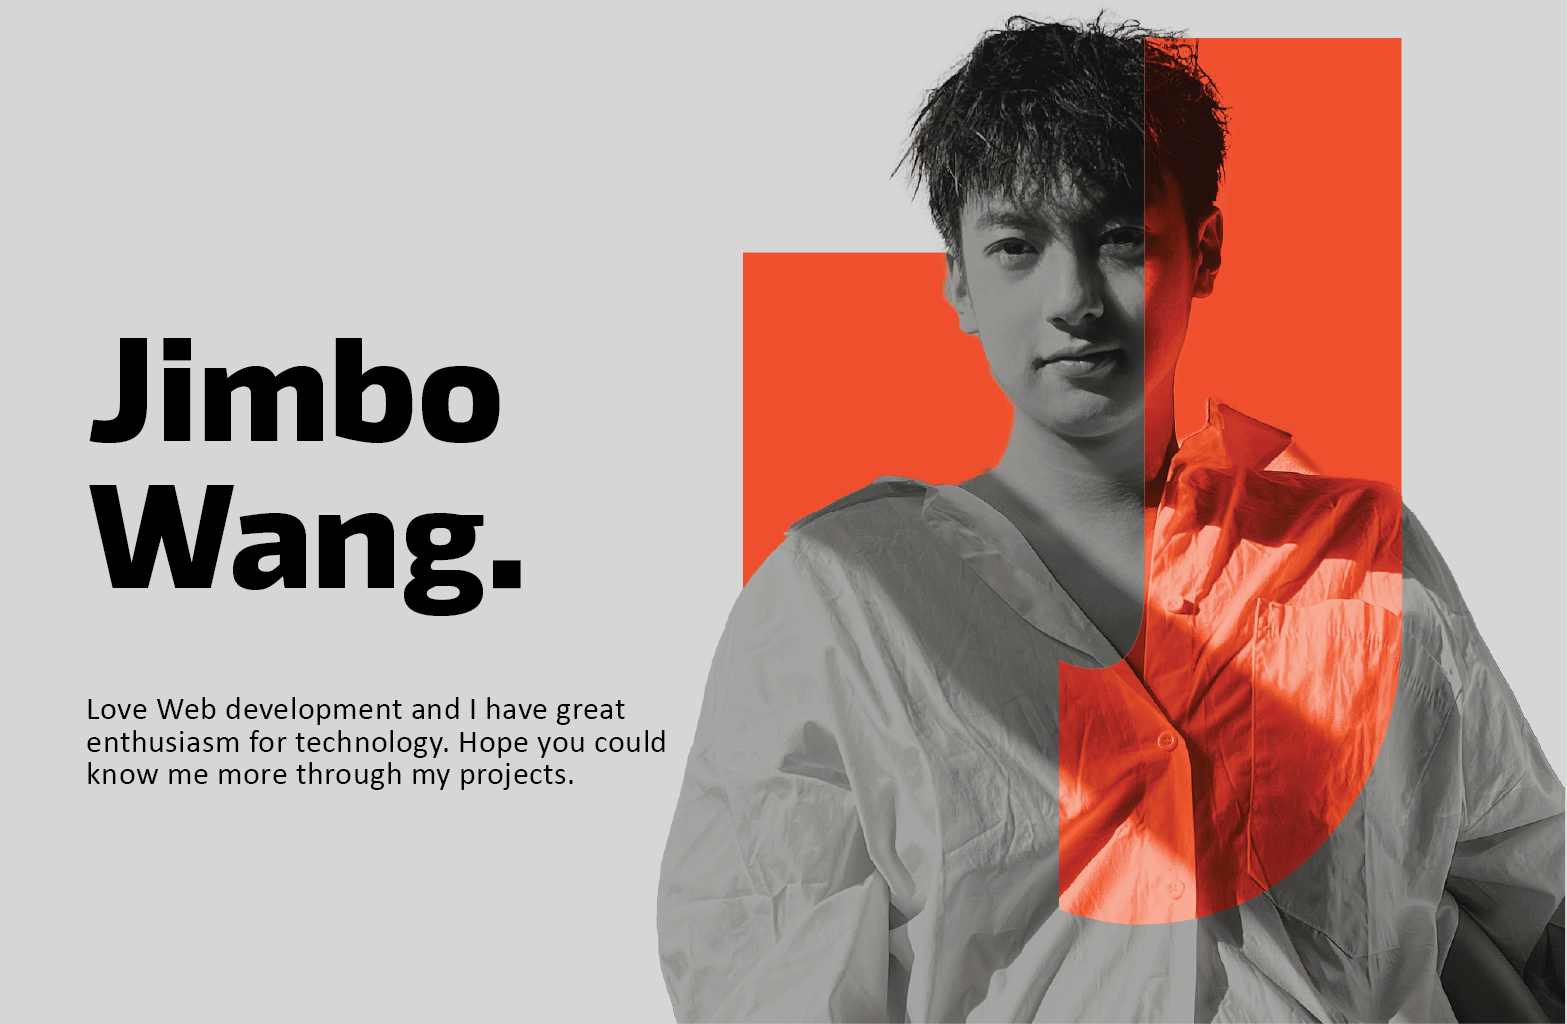 Jimbo
Wang.
Love Web development and I have great
enthusiasm for technology. Hope you could
know me more through my projects.